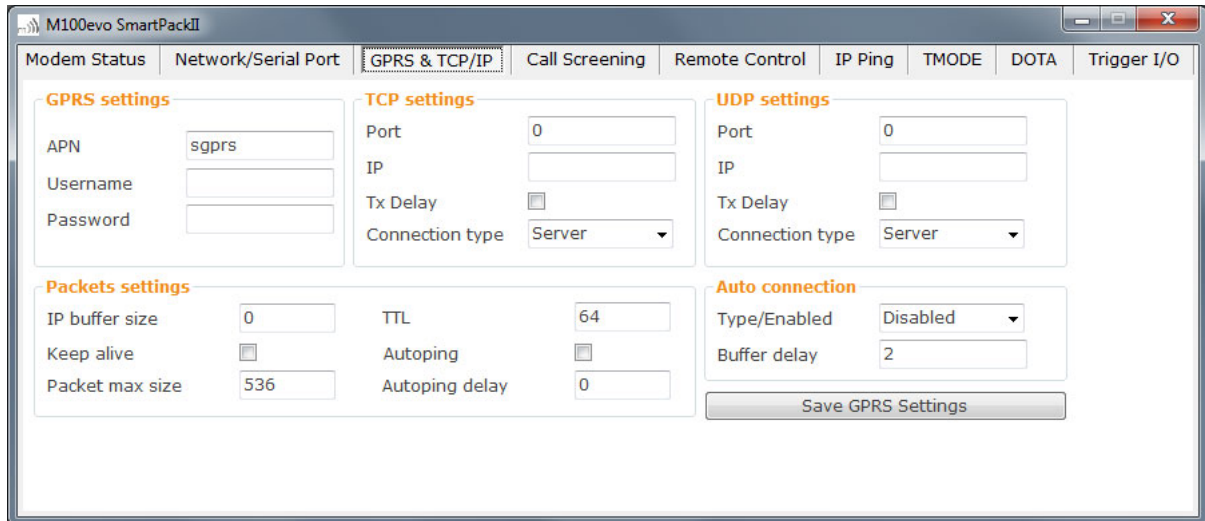 M100evo SmartPackII
Modem Status Network/Serial Port GPRS & TCP/IP Call Screening Remote Control IP Ping TMODE DOTA Trigger I/O
GPRS settings
APN sgprs
Username
Password
TCP settings
Port 0
IP
Tx Delay
Connection type Server
UDP settings
Port 0
IP
Tx Delay
Connection type Server
Packets settings
IP buffer size 0 TTL 64
Keep alive Autoping
Packet max size 536 Autoping delay 0
Auto connection
Type/Enabled Disabled
Buffer delay 2
Save GPRS Settings